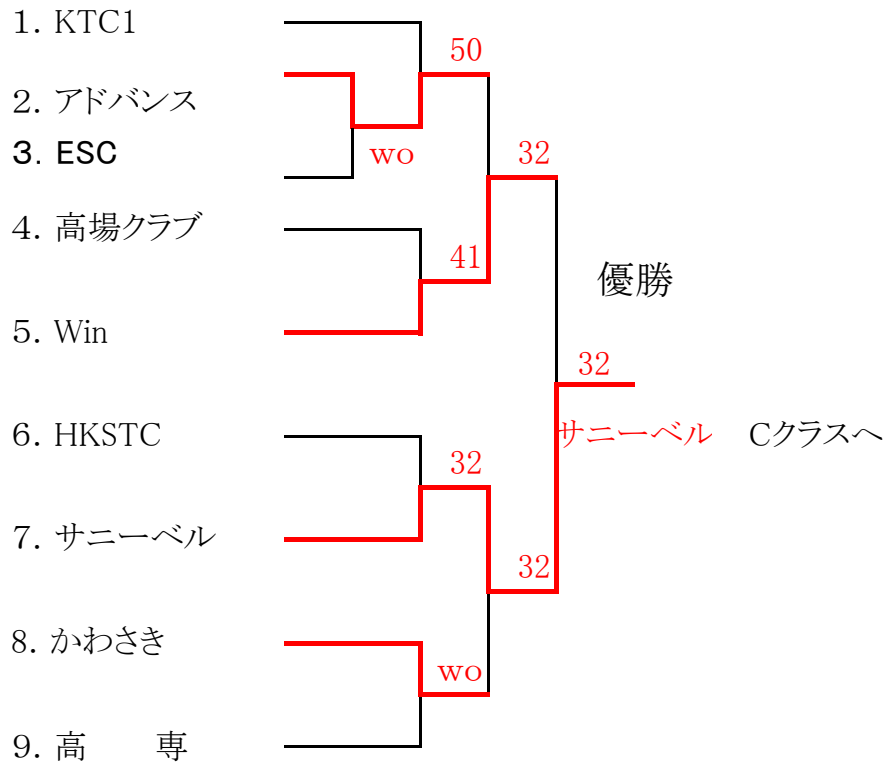 1. KTC1
50
2. アドバンス
3. ESC
wo
32
4. 高場クラブ
41
優勝
5. Win
32
6. HKSTC
サニーベル Cクラスへ
32
7. サニーベル
32
8. かわさき
wo
9. 高 専